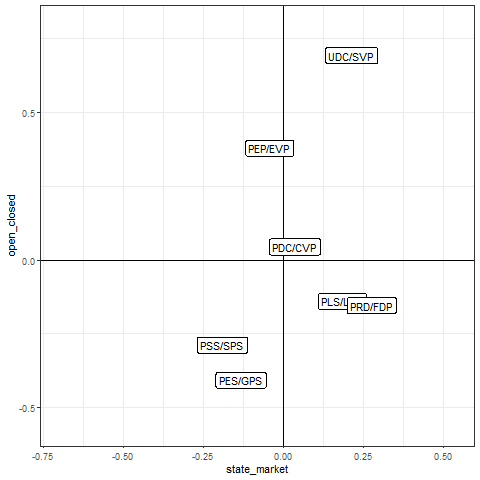 UDC/SVP
0.5
PEP/EVP
open_closed
PDC/CVP
0.0
PLS/L
PRD/FDP
PSS/SPS
PES/GPS
-0.5
-0.75 -0.50 -0.25 0.00 0.25 0.50
state_market